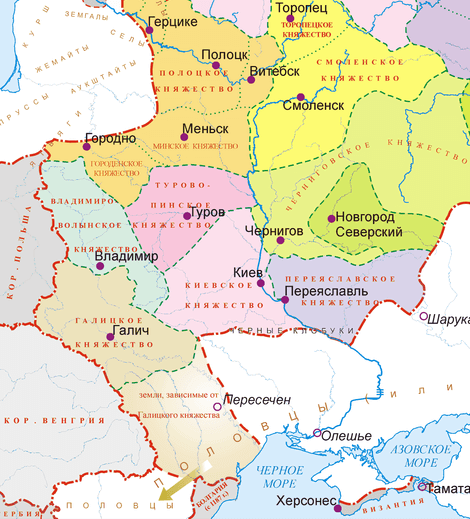 Торопец
Герцике
ТОРОПЕЦКОЕ
КНЯЖЕСТВО
КУРШ
ЗЕМГАЛЫ
СЕЛЫ
ЖЕМАЙТЫ
АУКШТАЙТЫ
ПРУССЫ
ЯТВЯГИ
Полоцк
ПОЛОЦКОЕ
КНЯЖЕСТВО
Витебск
СМОЛЕНСКОЕ
КНЯЖЕСТВО
Смоленск
Меньск
МИНСКОЕ КНЯЖЕСТВО
Городно
ГОРОДЕНСКОЕ
КНЯЖЕСТВО
ЧЕРНИГОВСКОЕ КНЯЖЕСТВО
КОР. ПОЛЬША
ВЛАДИМИРО-
ВОЛЫНСКОЕ
КНЯЖЕСТВО
ТУРОВО-
ПИНСКОЕ
КНЯЖЕСТВО
Туров
Новгород
Северский
Чернигов
Владимир
Киев
КИЕВСКОЕ
КНЯЖЕСТВО
ПЕРЕЯСЛАВСКОЕ
КНЯЖЕСТВО
Переяславль
ГАЛИЦКОЕ
КНЯЖЕСТВО
Галич
ЧЕРНЫЕ КЛОБУКИ
Шарука
земли, зависимые от
Галицкого княжества
Пересечен
КОР. ВЕНГРИЯ
ПОЛОВЦЫ
КИПИ
Олешье
АЗОВСКОЕ
МОРЕ
ЧЕРНОЕ
МОРЕ
Тамата
ПОЛОВЦЫ
ЕРБИЯ
БОЛГАРИЯ
Херсонес
ВИЗАНТИЯ